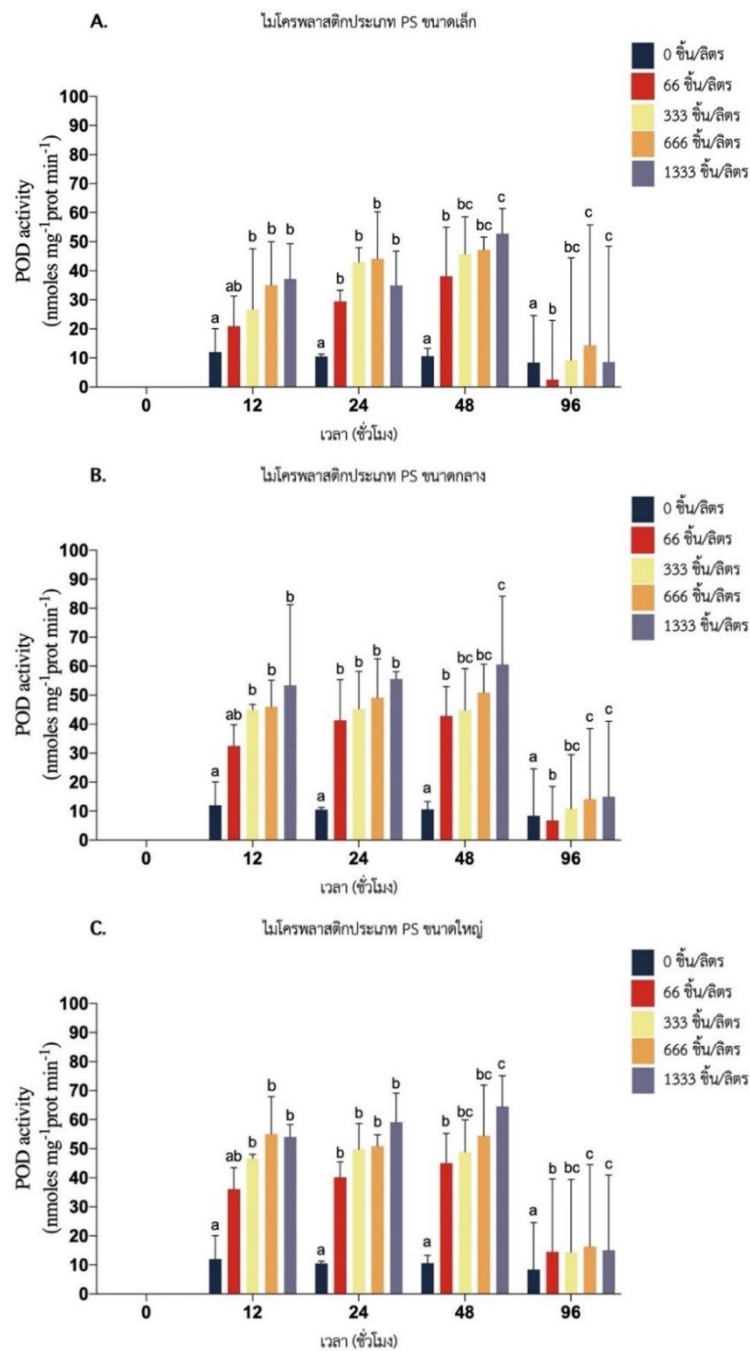 A.
ไมโครพลาสติกประเภท PS ขนาดเล็ก
0 ชิ้น/ลิตร
66 ชิ้น/ลิตร
333 ชิ้น/ลิตร
666 ชิ้น/ลิตร
1333 ชิ้น/ลิตร
POD activity
(nmoles mg-1prot min-1)
100
90
80
70
60
50
40
30
20
10
0
a ab b b b
a b b b b
a b bc bc c
a b bc c c
0 12 24 48 96
เวลา (ชั่วโมง)
B.
ไมโครพลาสติกประเภท PS ขนาดกลาง
0 ชิ้น/ลิตร
66 ชิ้น/ลิตร
333 ชิ้น/ลิตร
666 ชิ้น/ลิตร
1333 ชิ้น/ลิตร
POD activity
(nmoles mg-1prot min-1)
100
90
80
70
60
50
40
30
20
10
0
a ab b b b
a b b b b
a b bc bc c
a b bc c c
0 12 24 48 96
เวลา (ชั่วโมง)
C.
ไมโครพลาสติกประเภท PS ขนาดใหญ่
0 ชิ้น/ลิตร
66 ชิ้น/ลิตร
333 ชิ้น/ลิตร
666 ชิ้น/ลิตร
1333 ชิ้น/ลิตร
POD activity
(nmoles mg-1prot min-1)
100
90
80
70
60
50
40
30
20
10
0
a ab b b b
a b b b b
a b bc bc c
a b bc c c
0 12 24 48 96
เวลา (ชั่วโมง)